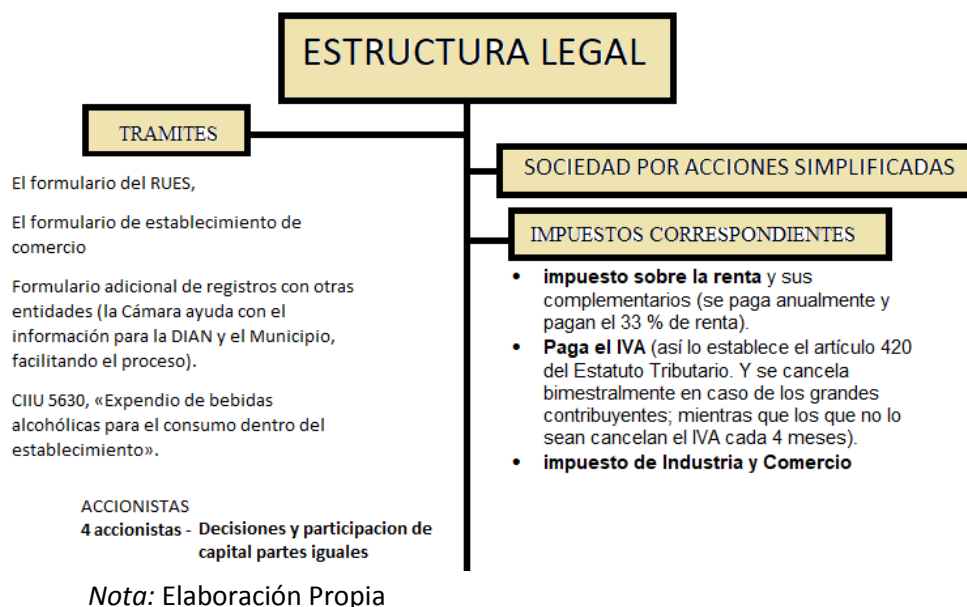 ESTRUCTURA LEGAL
TRAMITES
El formulario del RUES,
El formulario de establecimiento de
comercio
Formulario adicional de registros con otras
entidades (la Cámara ayuda con el
información para la DIAN y el Municipio,
facilitando el proceso).
CIIU 5630, «Expendio de bebidas
alcohólicas para el consumo dentro del
establecimiento».
ACCIONISTAS
4 accionistas - Decisiones y participacion de
capital partes iguales
SOCIEDAD POR ACCIONES SIMPLIFICADAS
IMPUESTOS CORRESPONDIENTES
• impuesto sobre la renta y sus
complementarios (se paga anualmente y
pagan el 33 % de renta).
• Paga el IVA (así lo establece el artículo 420
del Estatuto Tributario. Y se cancela
bimestralmente en caso de los grandes
contribuyentes; mientras que los que no lo
sean cancelan el IVA cada 4 meses).
• impuesto de Industria y Comercio
Nota: Elaboración Propia